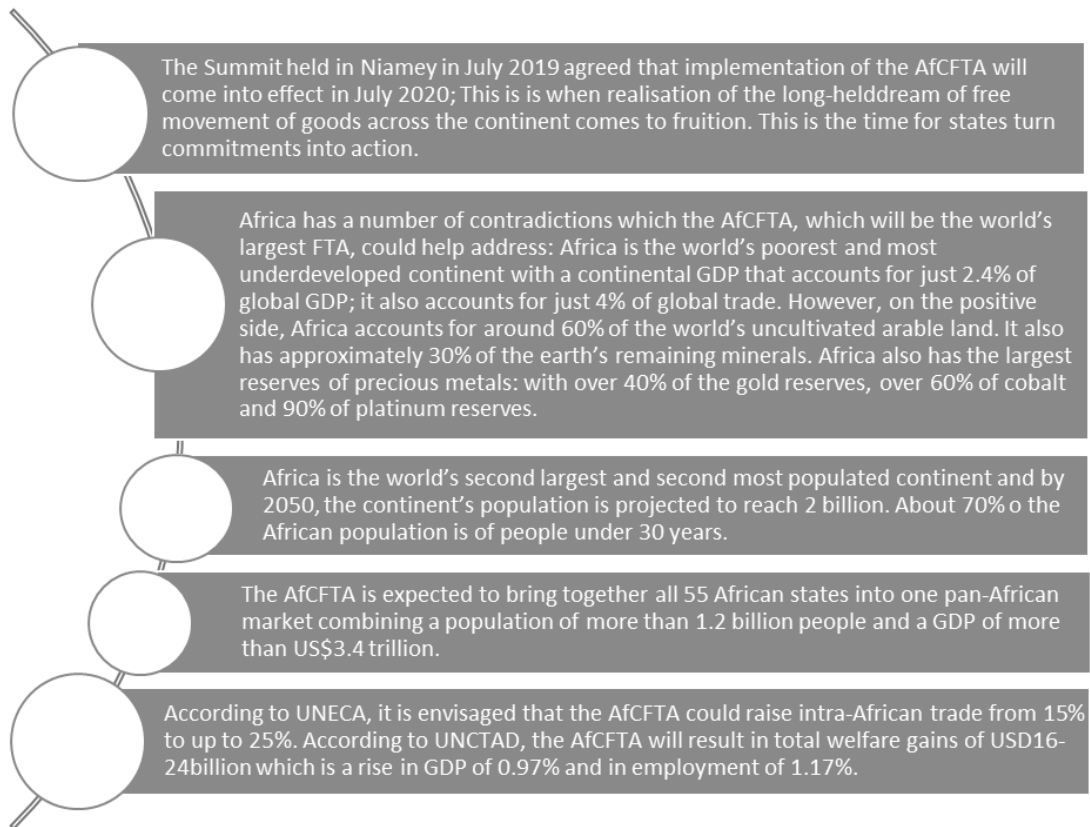 The Summit held in Niamey in July 2019 agreed that implementation of the AfCFTA will
come into effect in July 2020; This is is when realisation of the long-helddream of free
movement of goods across the continent comes to fruition. This is the time for states turn
commitments into action.
Africa has a number of contradictions which the AfCFTA, which will be the world's
largest FTA, could help address: Africa is the world's poorest and most
underdeveloped continent with a continental GDP that accounts for just 2.4% of
global GDP; it also accounts for just 4% of global trade. However, on the positive
side, Africa accounts for around 60% of the world's uncultivated arable land. It also
has approximately 30% of the earth's remaining minerals. Africa also has the largest
reserves of precious metals: with over 40% of the gold reserves, over 60% of cobalt
and 90% of platinum reserves.
Africa is the world's second largest and second most populated continent and by
2050, the continent's population is projected to reach 2 billion. About 70% o the
African population is of people under 30 years.
The AfCFTA is expected to bring together all 55 African states into one pan-African
market combining a population of more than 1.2 billion people and a GDP of more
than US$3.4 trillion.
According to UNECA, it is envisaged that the AfCFTA could raise intra-African trade from 15%
to up to 25%. According to UNCTAD, the AfCFTA will result in total welfare gains of USD16-
24billion which is a rise in GDP of 0.97% and in employment of 1.17%.